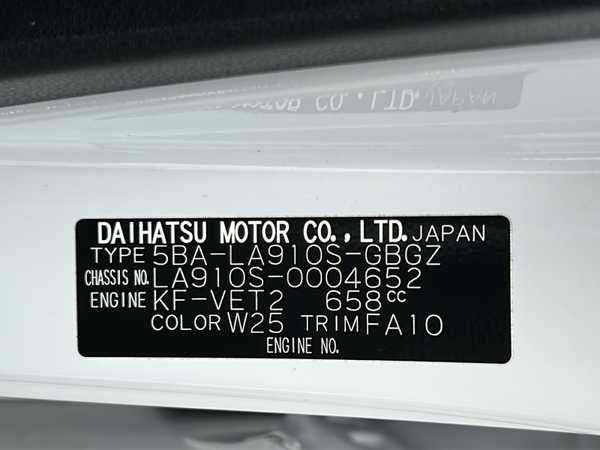 DAIHATSU MOTOR CO., LTD. JAPAN
TYPE 5BA-LA910S-GBGZ
CHASSIS NO. LA910S-0004652
ENGINE KF-VET2 658cc
COLOR W25 TRIM FA10
ENGINE NO.